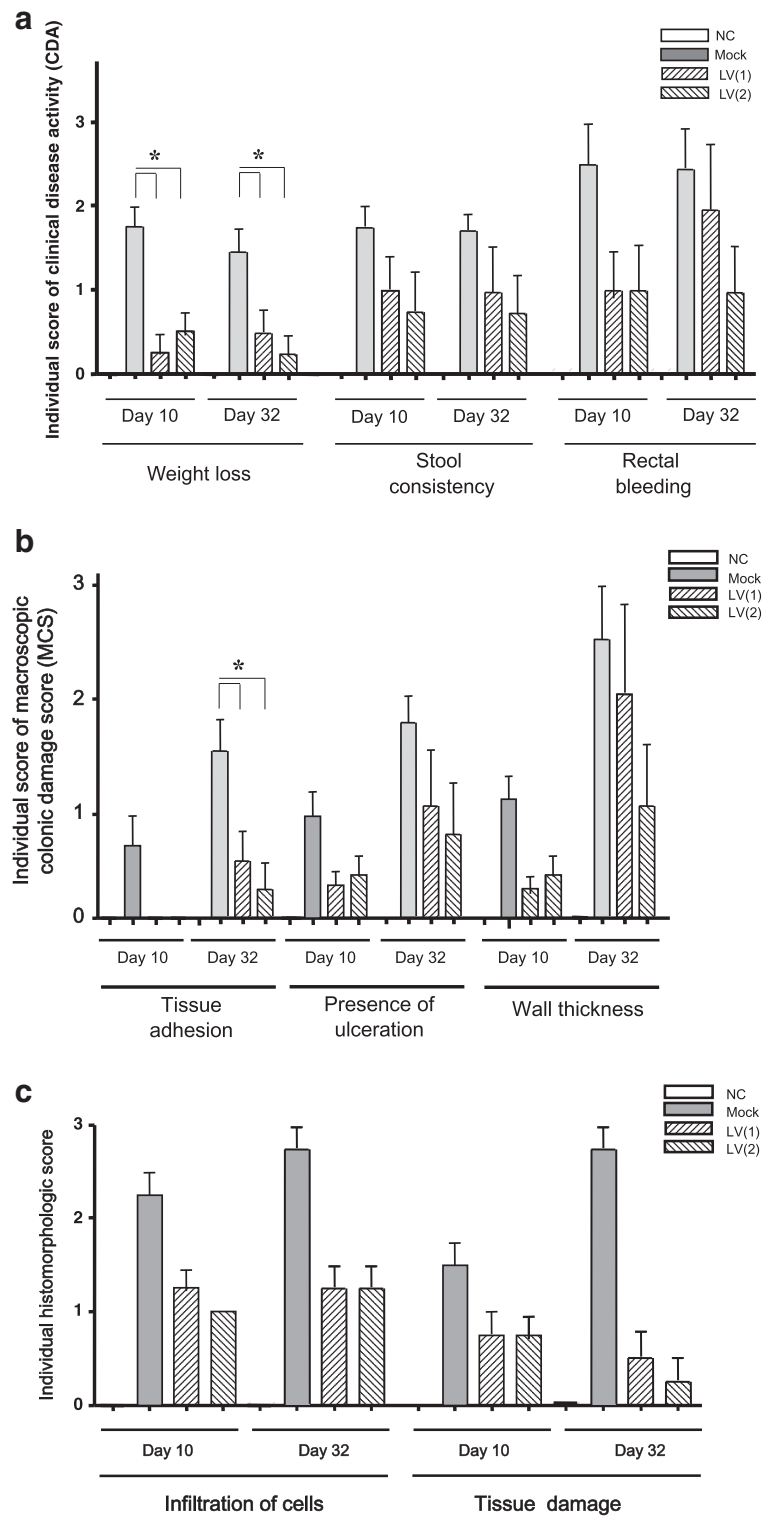 a
Individual score of clinical disease activity (CDA)
NC
Mock
LV(1)
LV(2)
3
2
1
0
*
*
Day 10
Day 32
Day 10
Day 32
Day 10
Day 32
Weight loss
Stool
consistency
Rectal
bleeding
b
Individual score of macroscopic
colonic damage score (MCS)
NC
Mock
LV(1)
LV(2)
3
2
1
0
*
Day 10
Day 32
Day 10
Day 32
Day 10
Day 32
Tissue
adhesion
Presence of
ulceration
Wall thickness
c
Individual histomorphologic score
NC
Mock
LV(1)
LV(2)
3
2
1
0
Day 10
Day 32
Day 10
Day 32
Infiltration of cells
Tissue damage